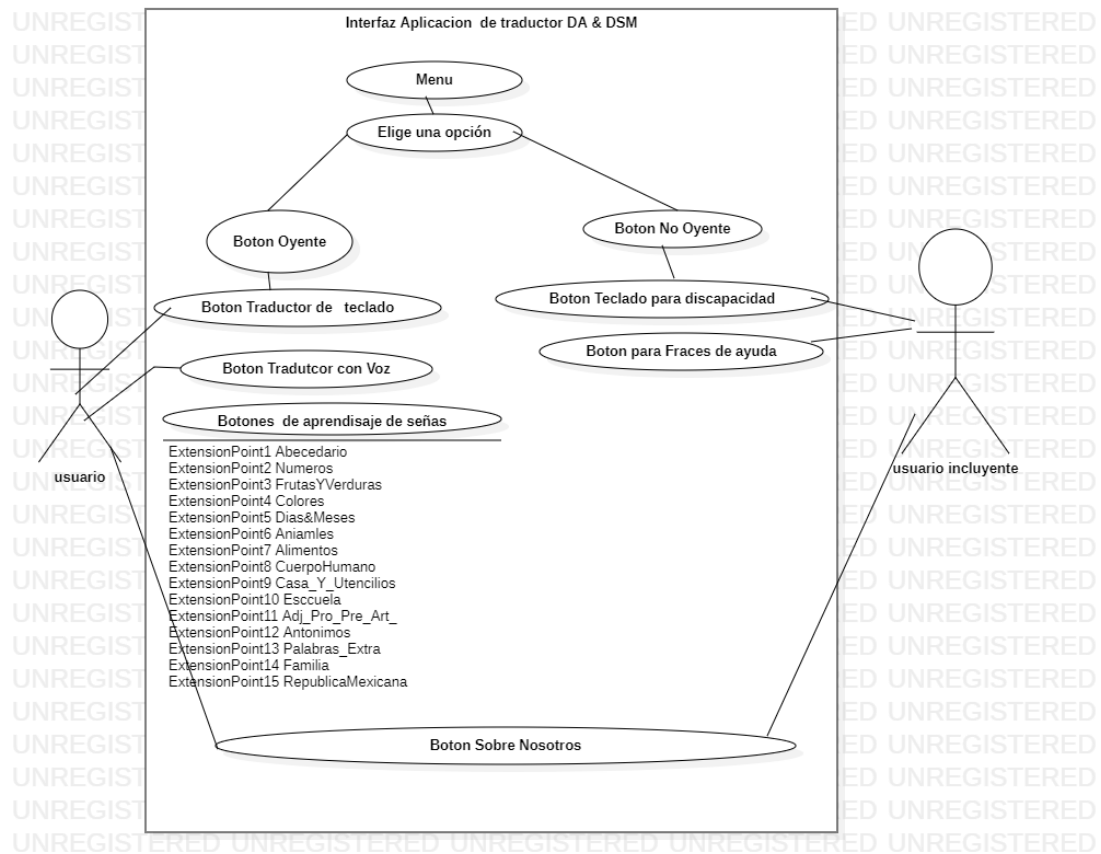 Interfaz Aplicacion de traductor DA & DSM
Menu
Elige una opción
Boton Oyente
Boton No Oyente
Boton Traductor de teclado
Boton Teclado para discapacidad
Boton Tradutcor con Voz
Boton para Fraces de ayuda
Botones de aprendisaje de señas
ExtensionPoint1 Abecedario
ExtensionPoint2 Numeros
ExtensionPoint3 FrutasYVerduras
ExtensionPoint4 Colores
ExtensionPoint5 Dias&Meses
ExtensionPoint6 Aniamles
ExtensionPoint7 Alimentos
ExtensionPoint8 CuerpoHumano
ExtensionPoint9 Casa_Y_Utencilios
ExtensionPoint10 Esccuela
ExtensionPoint11 Adj_Pro_Pre_Art_
ExtensionPoint12 Antonimos
ExtensionPoint13 Palabras_Extra
ExtensionPoint14 Familia
ExtensionPoint15 RepublicaMexicana
usuario
usuario incluyente
Boton Sobre Nosotros
UNREGISTERED UNREGISTERED UNREGISTERED UNREGISTERED UNREGISTERED